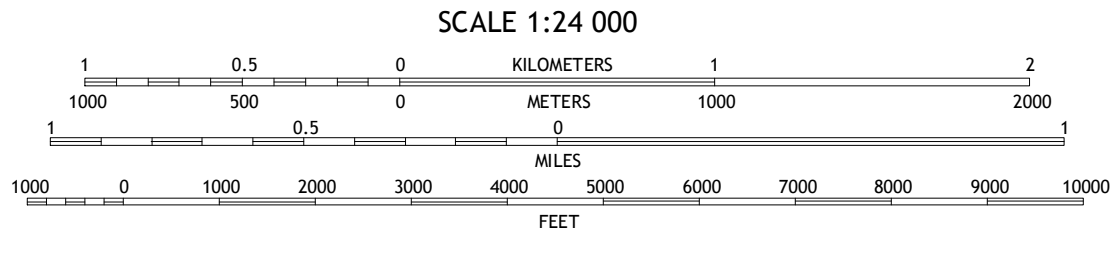 SCALE 1:24 000
1 0.5 0 KILOMETERS 1 2
1000 500 0 METERS 1000 2000
1 0.5 0 1
MILES
1000 0 1000 2000 3000 4000 5000 6000 7000 8000 9000 10000
FEET